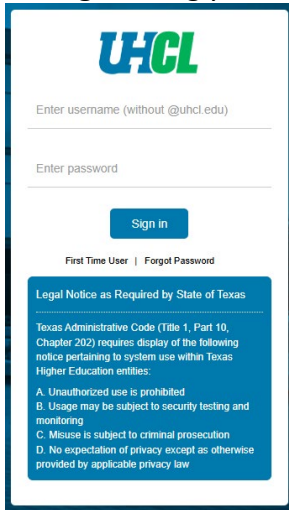 UHCL
Enter username (without @uhcl.edu)
Enter password
Sign in
First Time User | Forgot Password
Legal Notice as Required by State of Texas
Texas Administrative Code (Title 1, Part 10,
Chapter 202) requires display of the following
notice pertaining to system use within Texas
Higher Education entities:
A. Unauthorized use is prohibited
B. Usage may be subject to security testing and
monitoring
C. Misuse is subject to criminal prosecution
D. No expectation of privacy except as otherwise
provided by applicable privacy law